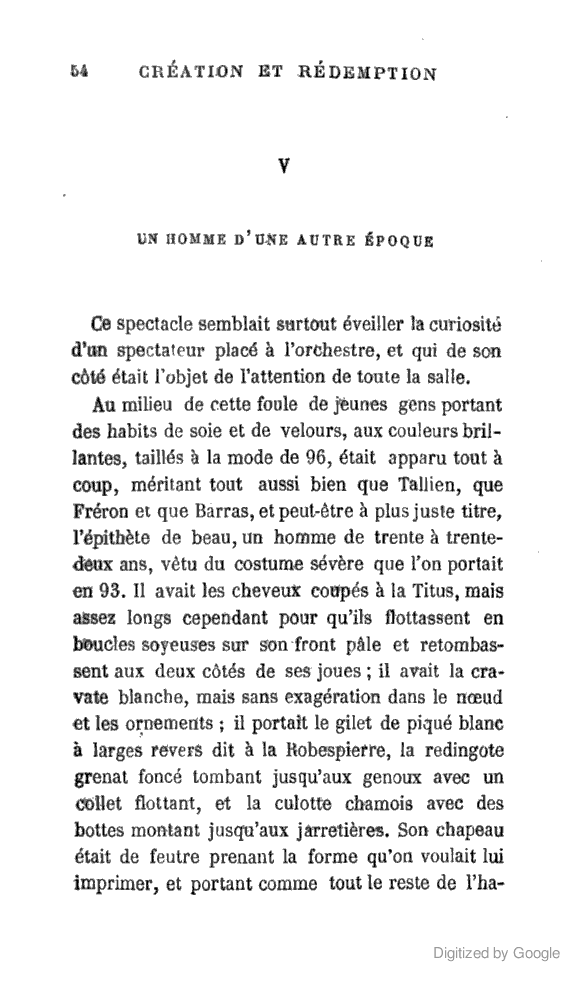 54 CRÉATION ET RÉDEMPTION
V
UN HOMME D'UNE AUTRE ÉPOQUE
Ce spectacle semblait surtout éveiller la curiosité
d'un spectateur placé à l'orchestre, et qui de son
côté était l'objet de l'attention de toute la salle.
Au milieu de cette foule de jeunes gens portant
des habits de soie et de velours, aux couleurs bril-
lantes, taillés à la mode de 96, était apparu tout à
coup, méritant tout aussi bien que Tallien, que
Fréron et que Barras, et peut-être à plus juste titre,
l'épithète de beau, un homme de trente à trente-
deux ans, vêtu du costume sévère que l'on portait
en 93. Il avait les cheveux coupés à la Titus, mais
assez longs cependant pour qu'ils flottassent en
boucles soyeuses sur son front pâle et retombas-
sent aux deux côtés de ses joues ; il avait la cra-
vate blanche, mais sans exagération dans le nœud
et les ornements ; il portait le gilet de piqué blanc
à larges revers dit à la Robespierre, la redingote
grenat foncé tombant jusqu'aux genoux avec un
collet flottant, et la culotte chamois avec des
bottes montant jusqu'aux jarretières. Son chapeau
était de feutre prenant la forme qu'on voulait lui
imprimer, et portant comme tout le reste de l'ha-
Digitized by Google